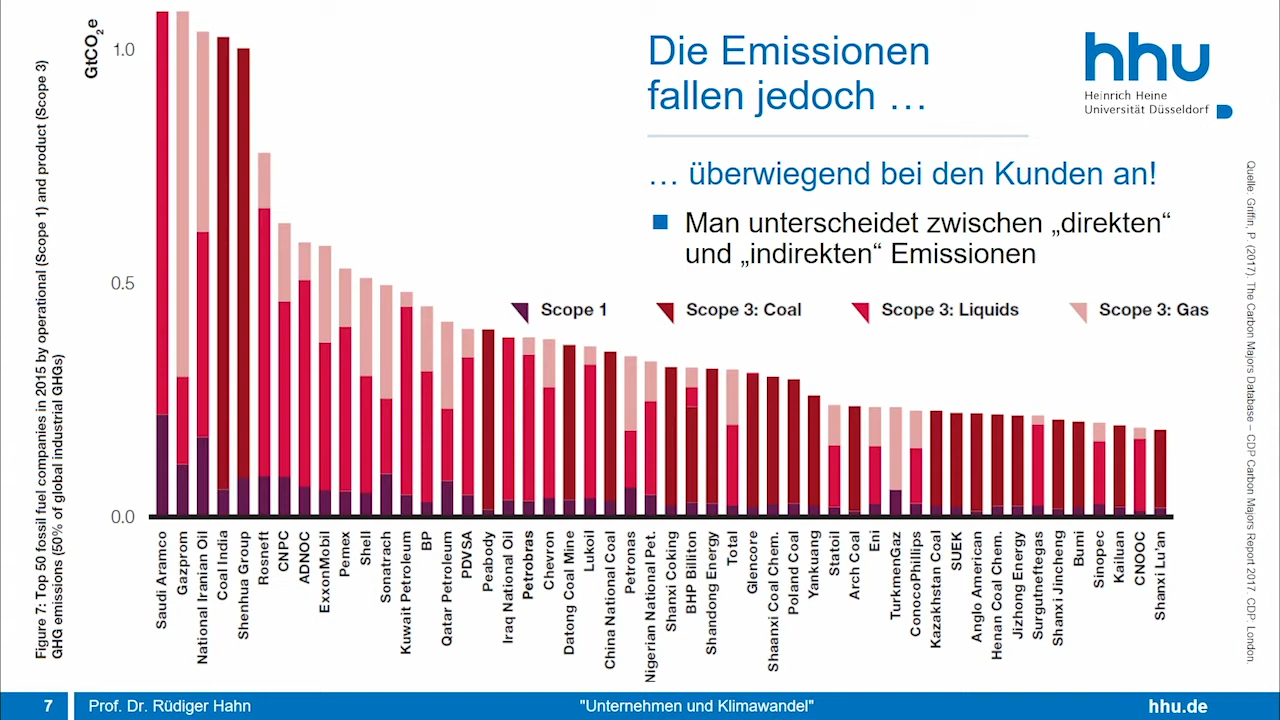 Die Emissionen
fallen jedoch …
hhu
Heinrich Heine
Universität Düsseldorf
… überwiegend bei den Kunden an!
Man unterscheidet zwischen „direkten“
und „indirekten“ Emissionen
Figure 7: Top 50 fossil fuel companies in 2015 by operational (Scope 1) and product (Scope 3)
GHG emissions (50% of global industrial GHGs)
GtCO2e
1.0
0.5
0.0
Scope 1
Scope 3: Coal
Scope 3: Liquids
Scope 3: Gas
Saudi Aramco
Gazprom
National Iranian Oil
Coal India
Shenhua Group
Rosneft
CNPC
ADNOC
ExxonMobil
Pemex
Shell
Sonatrach
Kuwait Petroleum
BP
Qatar Petroleum
PDVSA
Peabody
Iraq National Oil
Petrobras
Chevron
Datong Coal Mine
Lukoil
China National Coal
Petronas
Nigerian National Pet.
Shanxi Coking
BHP Billiton
Shandong Energy
Total
Glencore
Shaanxi Coal Chem.
Poland Coal
Yankuang
Statoil
Arch Coal
Eni
TurkmenGaz
ConocoPhillips
Kazakhstan Coal
SUEK
Anglo American
Henan Coal Chem.
Jizhong Energy
Surgutneftegas
Shanxi Jincheng
Bumi
Sinopec
Kailuan
CNOOC
Shanxi Lu'an
Quelle: Griffin, P. (2017). The Carbon Majors Database – CDP Carbon Majors Report 2017. CDP: London.
7
Prof. Dr. Rüdiger Hahn
"Unternehmen und Klimawandel"
hhu.de